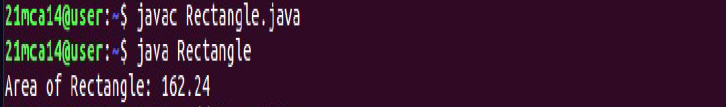 21mca14@user:~$ javac Rectangle.java
21mca14@user:~$ java Rectangle
Area of Rectangle: 162.24